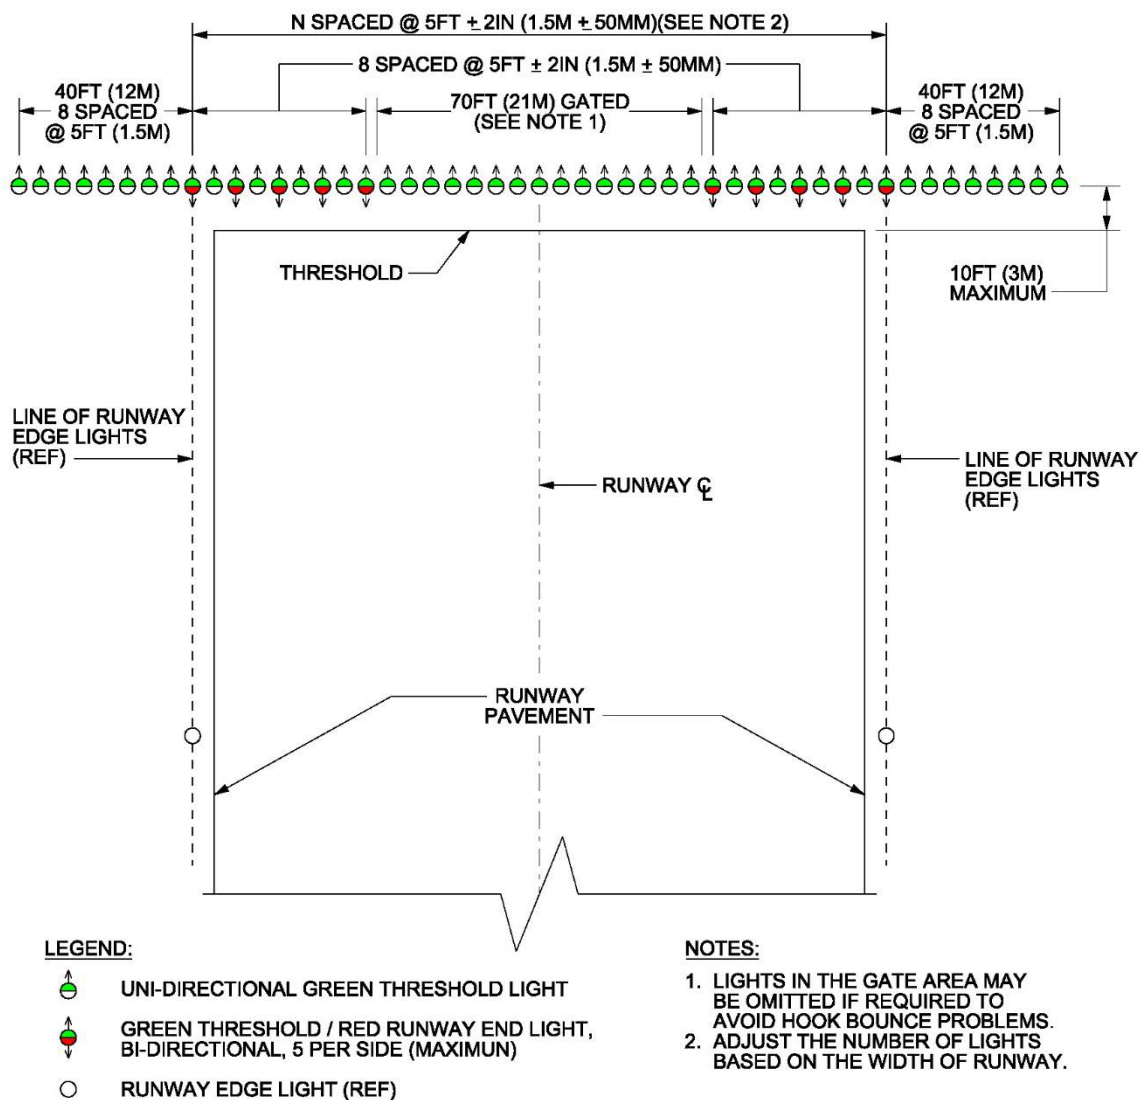 N SPACED @ 5FT ± 2IN (1.5M ± 50MM)(SEE NOTE 2)
8 SPACED @ 5FT ± 2IN (1.5M ± 50MM)
40FT (12M)
8 SPACED
@ 5FT (1.5M)
70FT (21M) GATED
(SEE NOTE 1)
40FT (12M)
8 SPACED
@ 5FT (1.5M)
THRESHOLD
10FT (3M)
MAXIMUM
LINE OF RUNWAY
EDGE LIGHTS
(REF)
RUNWAY ℄
LINE OF RUNWAY
EDGE LIGHTS
(REF)
RUNWAY
PAVEMENT
LEGEND:
UNI-DIRECTIONAL GREEN THRESHOLD LIGHT
GREEN THRESHOLD / RED RUNWAY END LIGHT,
BI-DIRECTIONAL, 5 PER SIDE (MAXIMUN)
RUNWAY EDGE LIGHT (REF)
NOTES:
1. LIGHTS IN THE GATE AREA MAY
BE OMITTED IF REQUIRED TO
AVOID HOOK BOUNCE PROBLEMS.
2. ADJUST THE NUMBER OF LIGHTS
BASED ON THE WIDTH OF RUNWAY.